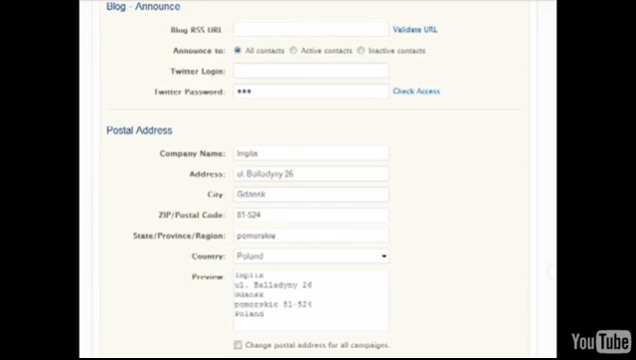 Blog - Announce
Blog RSS URL: Validate URL
Announce to: All contacts Active contacts Inactive contacts
Twitter Login:
Twitter Password: *** Check Access
Postal Address
Company Name: Implix
Address: ul. Balladyny 26
City: Gdansk
ZIP/Postal Code: 81-524
State/Province/Region: pomorskie
Country: Poland
Preview: Implix
ul. Balladyny 26
Gdansk
pomorskie 81-524
Poland
Change postal address for all campaigns.
YouTube